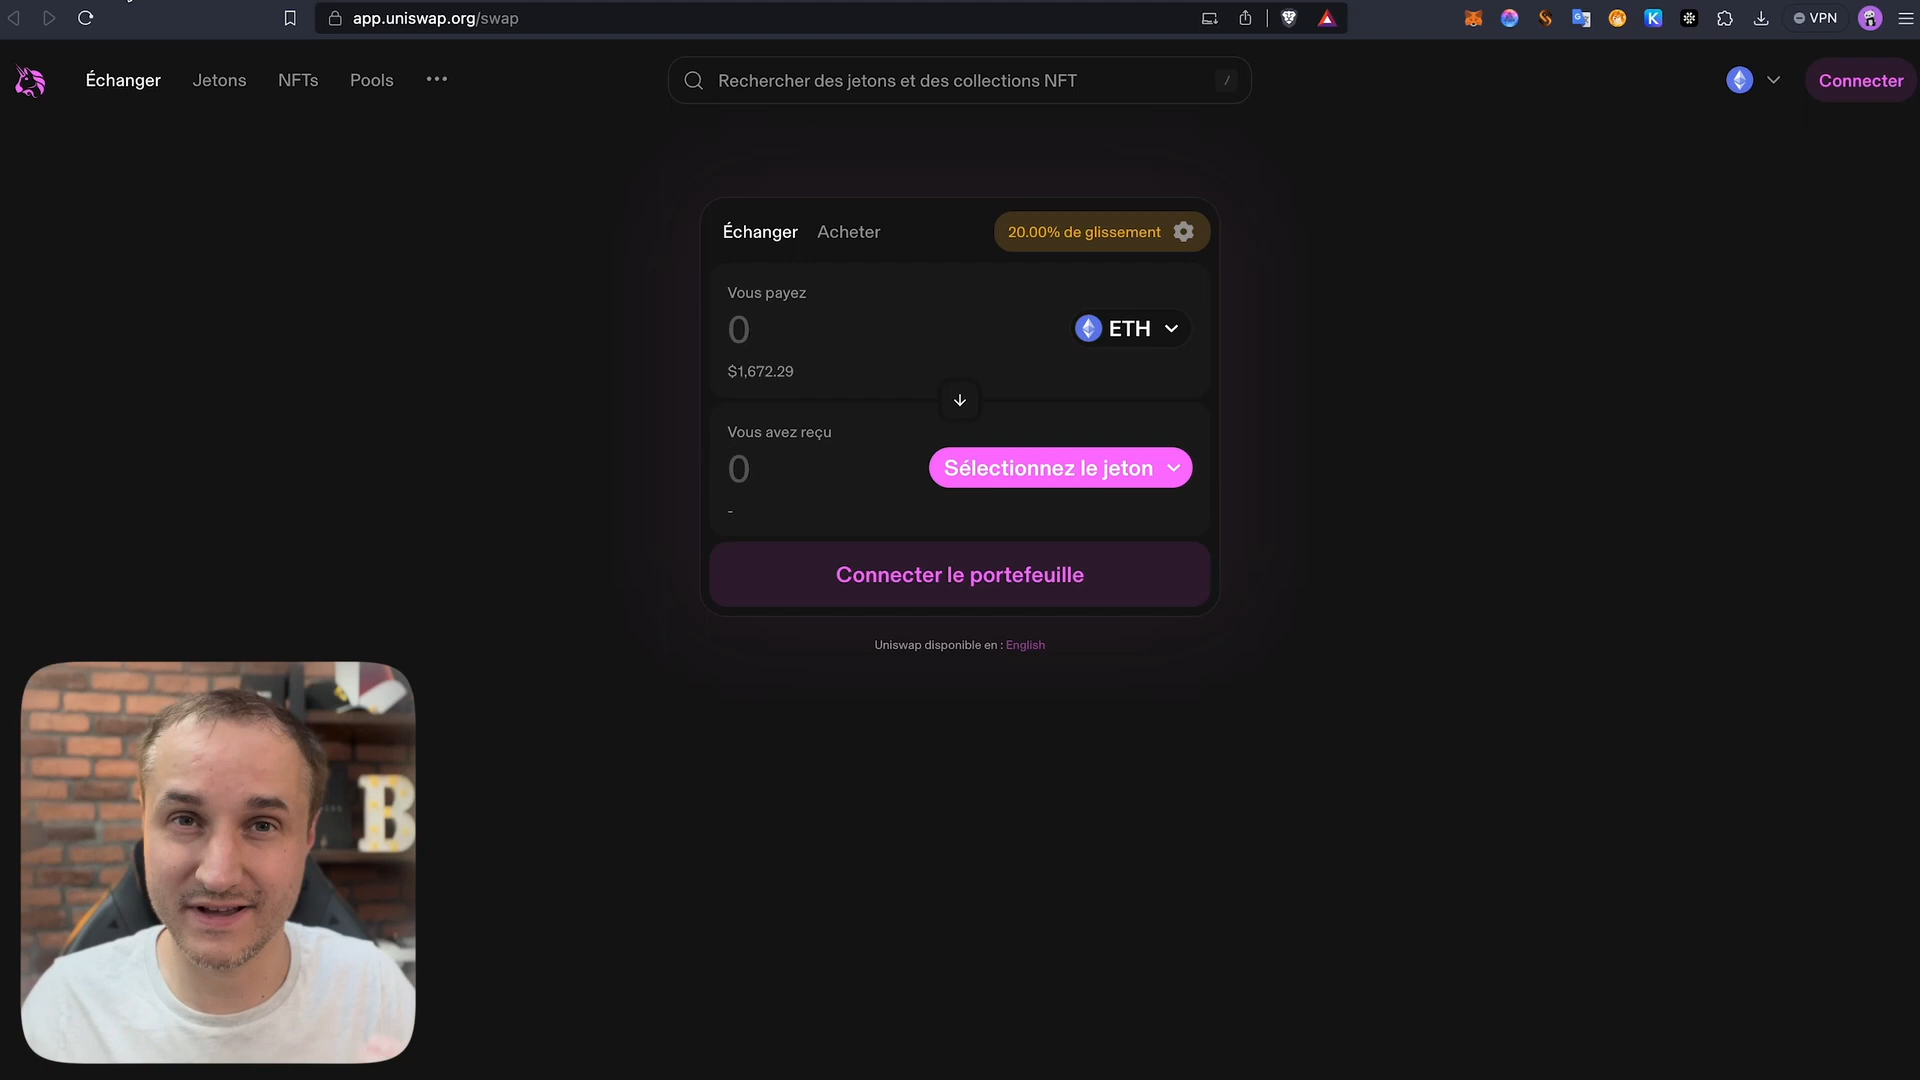 app.uniswap.org/swap
VPN
Échanger
Jetons
NFTs
Pools
Rechercher des jetons et des collections NFT
/
Connecter
Échanger
Acheter
20.00% de glissement
Vous payez
0
ETH
$1,672.29
Vous avez reçu
0
Sélectionnez le jeton
-
Connecter le portefeuille
Uniswap disponible en : English
B